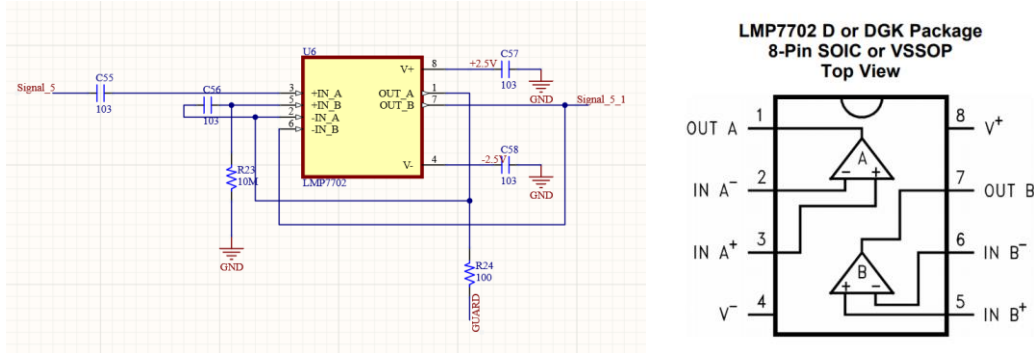 U6
C57
103
+2.5V
GND
V+
8
C55
103
Signal_5
C56
103
3
5
2
6
+IN_A
+IN_B
-IN_A
-IN_B
OUT_A
OUT_B
1
7
Signal_5_1
R23
10M
GND
V-
4
-2.5V
C58
103
GND
LMP7702
R24
100
GUARD
LMP7702 D or DGK Package
8-Pin SOIC or VSSOP
Top View
OUT A 1
8 V+
A
- +
IN A- 2
7 OUT B
IN A+ 3
6 IN B-
B
+ -
V- 4
5 IN B+